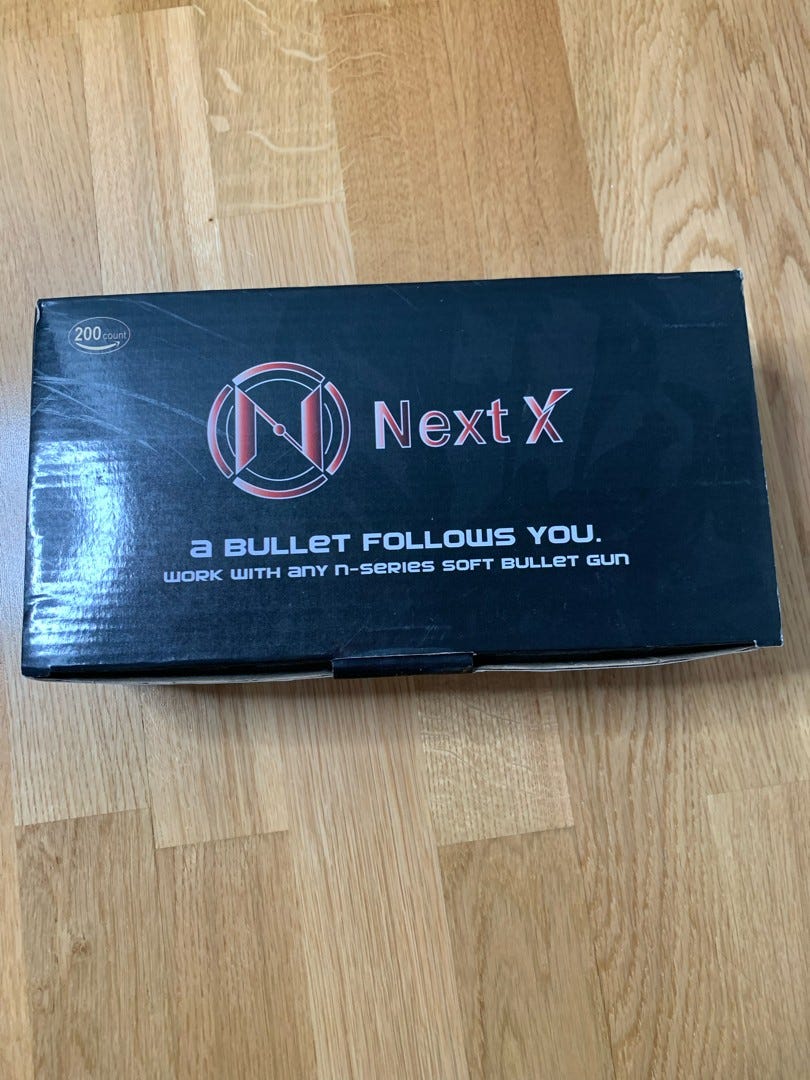 200 count
N
Next X
a BULLET FOLLOWS YOU.
WORK WITH ANY N-SERIES SOFT BULLET GUN